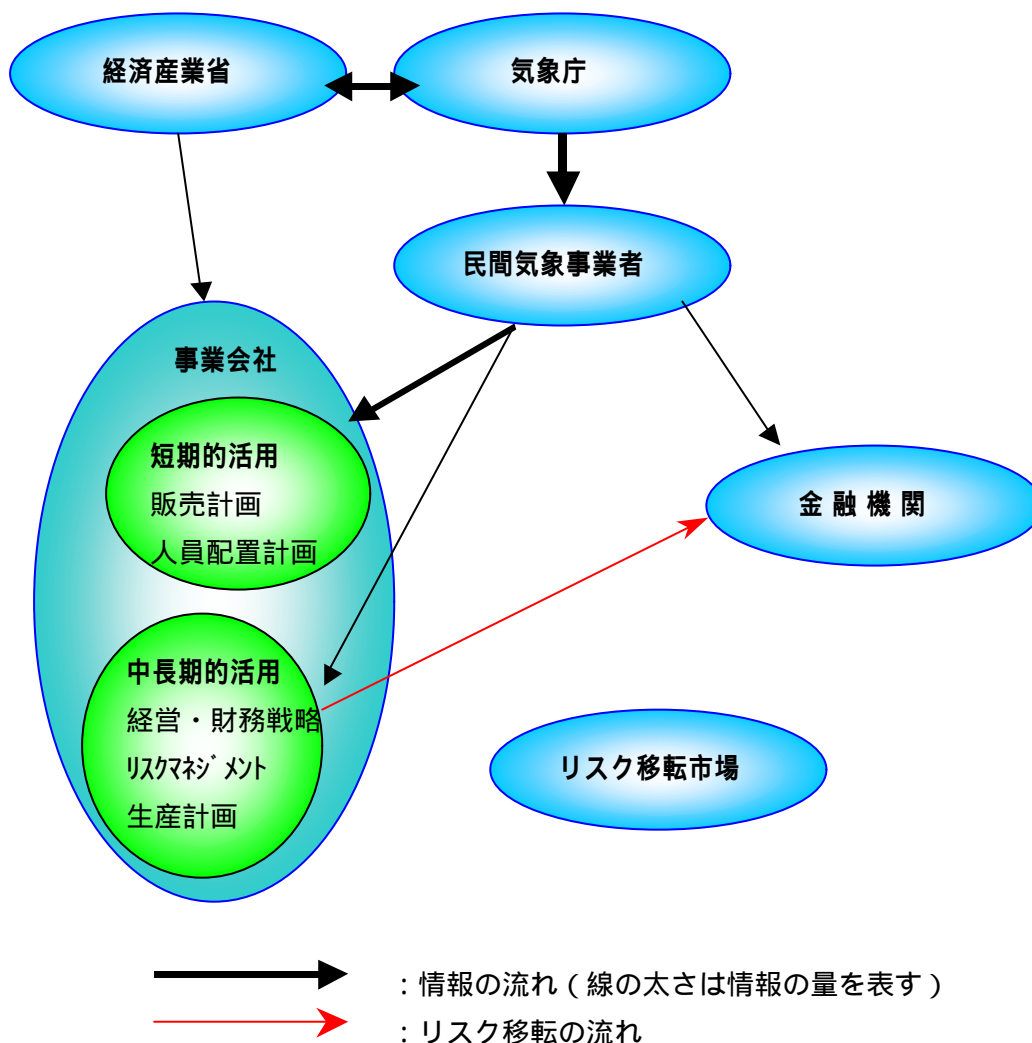 経済産業省
気象庁
民間気象事業者
事業会社
短期的活用
販売計画
人員配置計画
金融機関
中長期的活用
経営・財務戦略
ﾘｽｸﾏﾈｼﾞﾒﾝﾄ
生産計画
リスク移転市場
：情報の流れ（線の太さは情報の量を表す）
：リスク移転の流れ